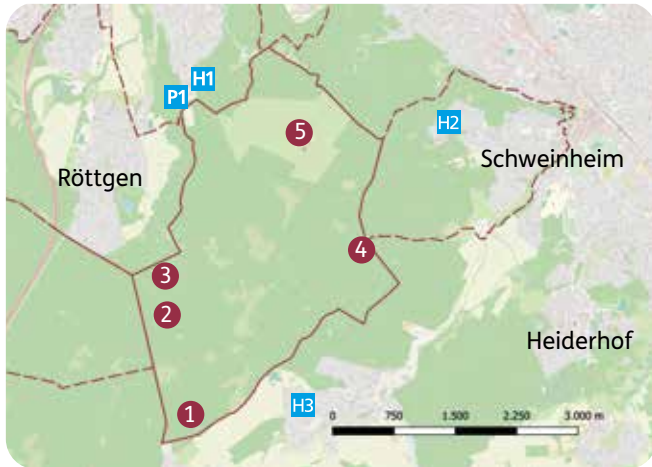 H1
P1
5
H2
Schweinheim
Röttgen
4
3
2
Heiderhof
1
H3
0 750 1.500 2.250 3.000 m